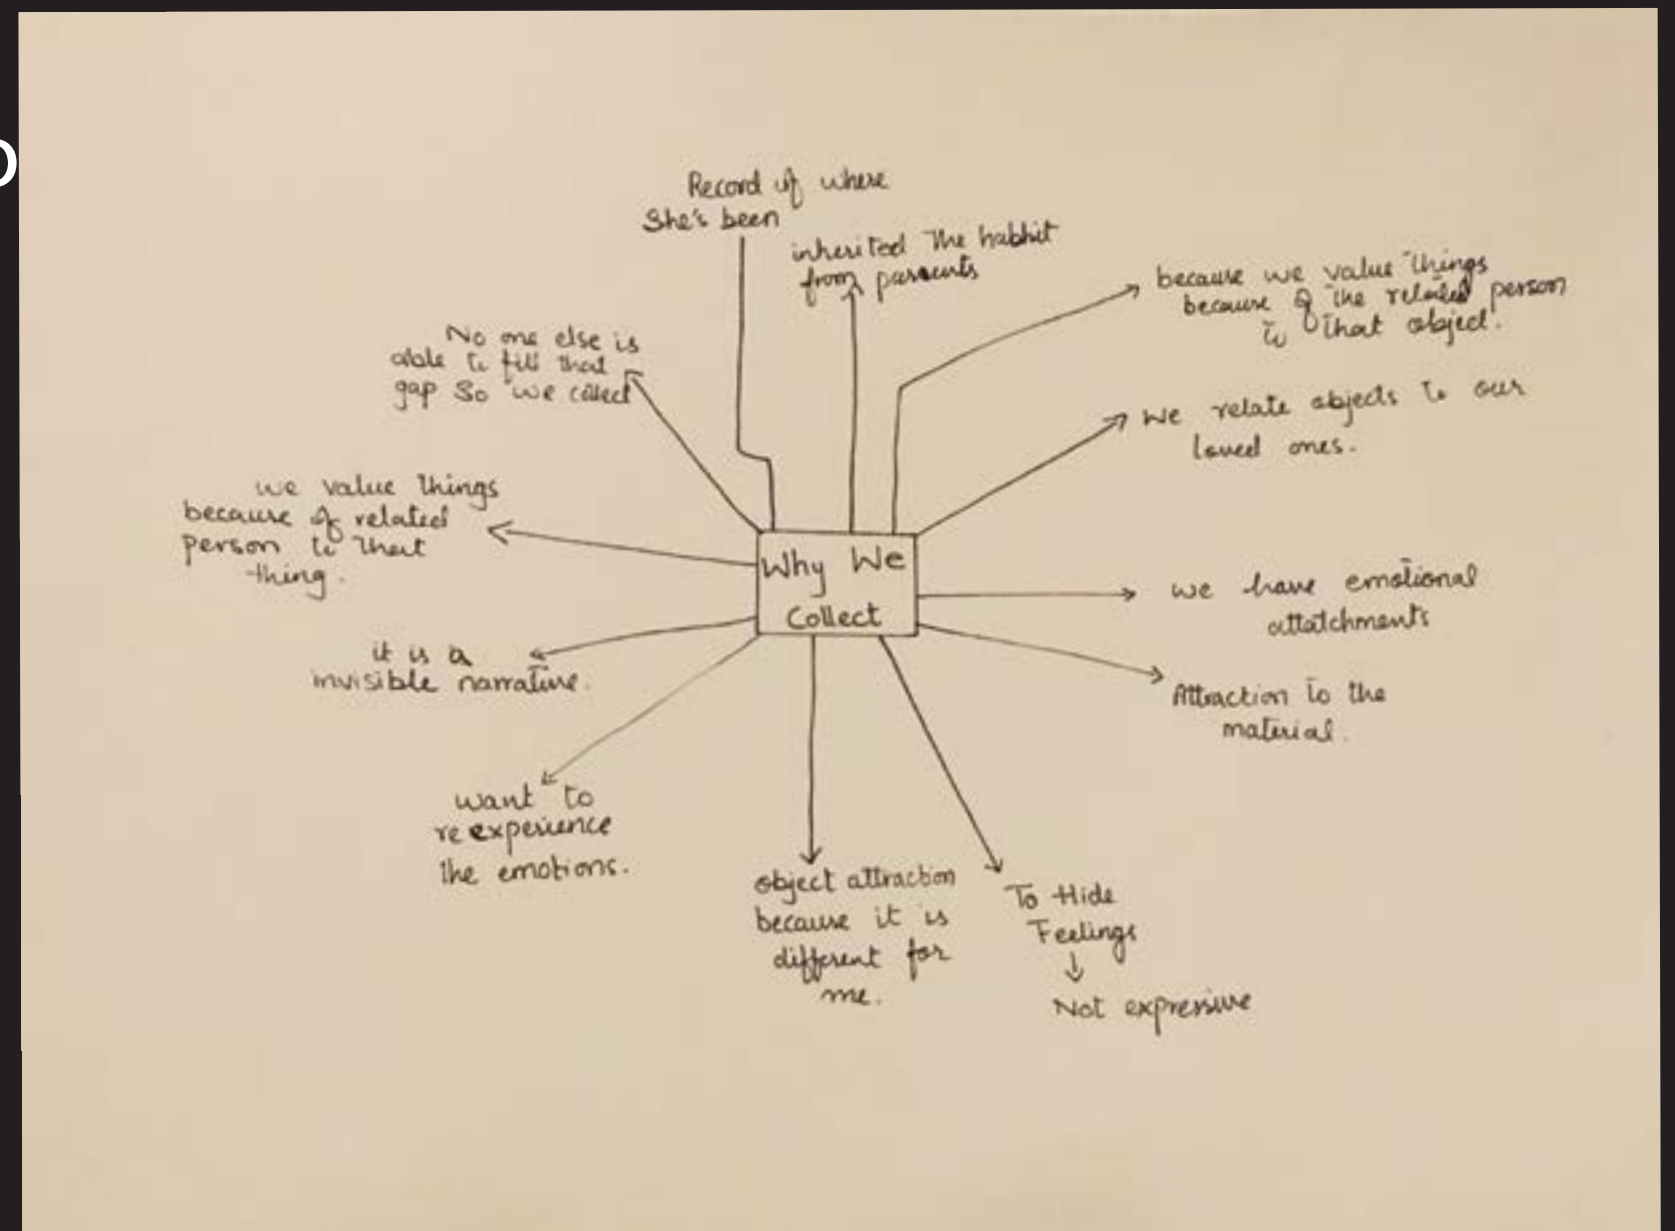 Record of where
She's been
inherited the habbit
from parents
because we value things
because of the related person
to that object.
No one else is
able to fill that
gap so we collect
We relate objects to our
loved ones.
we value things
because of related
person to that
thing.
Why We
Collect
we have emotional
attatchments
it is a
invisible narrative.
Attraction to the
material.
want to
re experience
the emotions.
object attraction
because it is
different for
me.
To Hide
Feelings
Not expressive